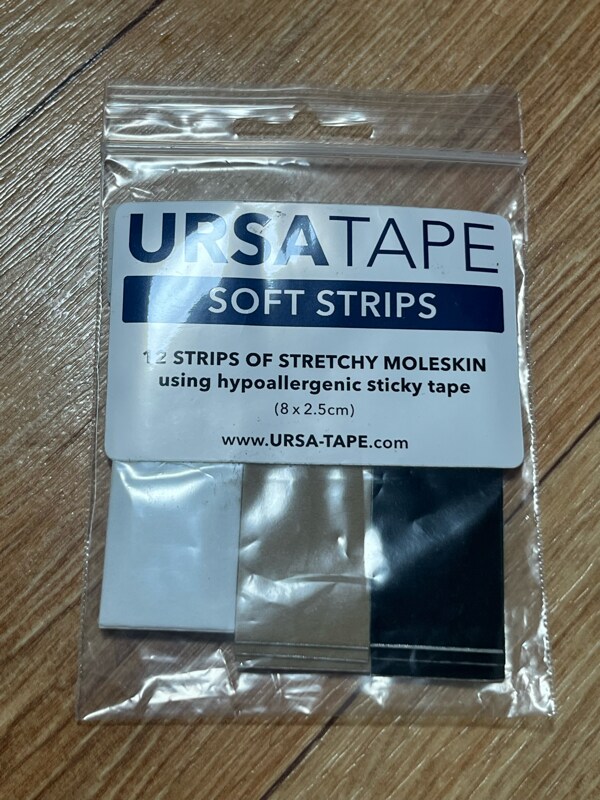 URSATAPE
SOFT STRIPS
12 STRIPS OF STRETCHY MOLESKIN
using hypoallergenic sticky tape
(8 x 2.5cm)
www.URSA-TAPE.com